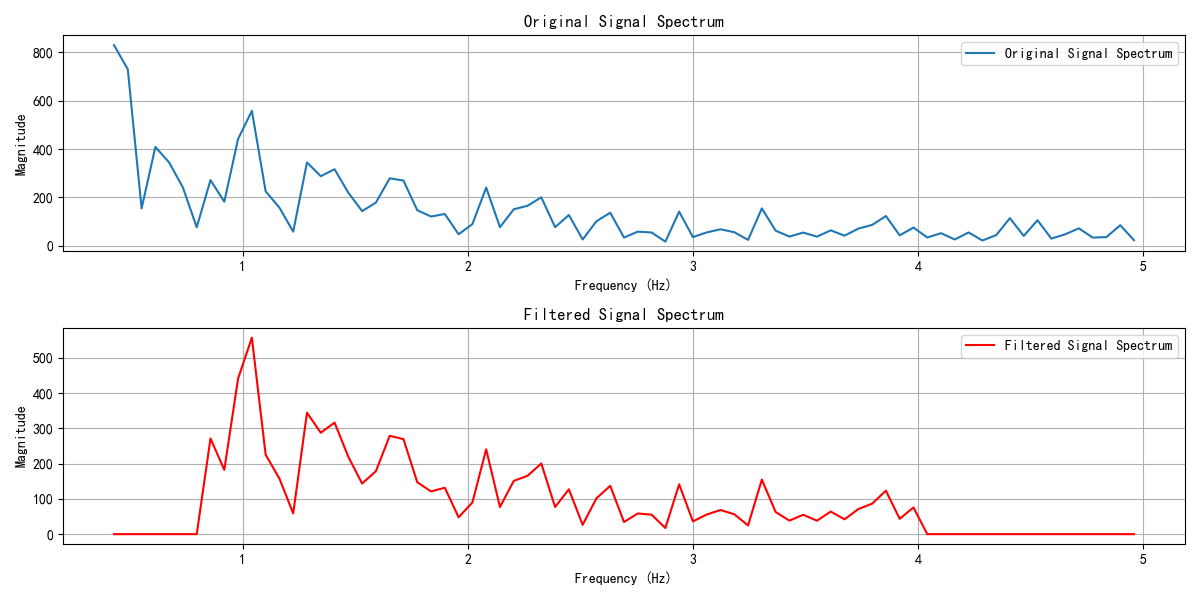 Original Signal Spectrum
800
600
400
200
0
Magnitude
Original Signal Spectrum
1 2 3 4 5
Frequency (Hz)
Filtered Signal Spectrum
500
400
300
200
100
0
Magnitude
Filtered Signal Spectrum
1 2 3 4 5
Frequency (Hz)